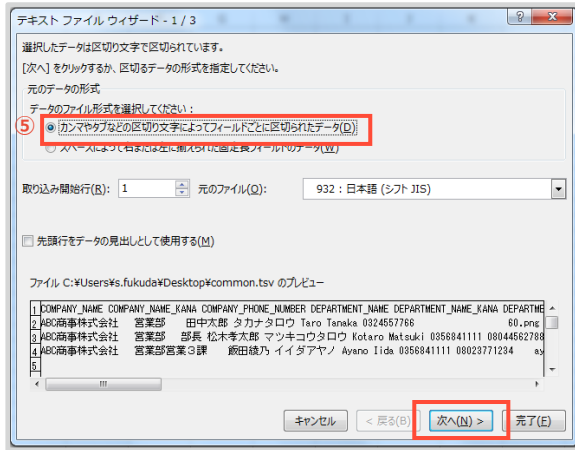 テキスト ファイル ウィザード - 1 / 3
選択したデータは区切り文字で区切られています。
[次へ] をクリックするか、区切るデータの形式を指定してください。
元のデータの形式
データのファイル形式を選択してください：
⑤ カンマやタブなどの区切り文字によってフィールドごとに区切られたデータ(D)
スペースによって右または左に揃えられた固定長フィールドのデータ(W)
取り込み開始行(R): 1 元のファイル(O): 932 : 日本語 (シフト JIS)
先頭行をデータの見出しとして使用する(M)
ファイル C:¥Users¥s.fukuda¥Desktop¥common.tsv のプレビュー
1 COMPANY_NAME COMPANY_NAME_KANA COMPANY_PHONE_NUMBER DEPARTMENT_NAME DEPARTMENT_NAME_KANA DEPARTME
2 ABC商事株式会社 営業部 田中太郎 タカナタロウ Taro Tanaka 0324557766 60.png
3 ABC商事株式会社 営業部 部長 松木孝太郎 マツキコウタロウ Kotaro Matsuki 0356841111 08044562788
4 ABC商事株式会社 営業部営業３課 飯田綾乃 イイダアヤノ Ayano Iida 0356841111 08023771234 ay
5
キャンセル < 戻る(B) 次へ(N) > 完了(F)